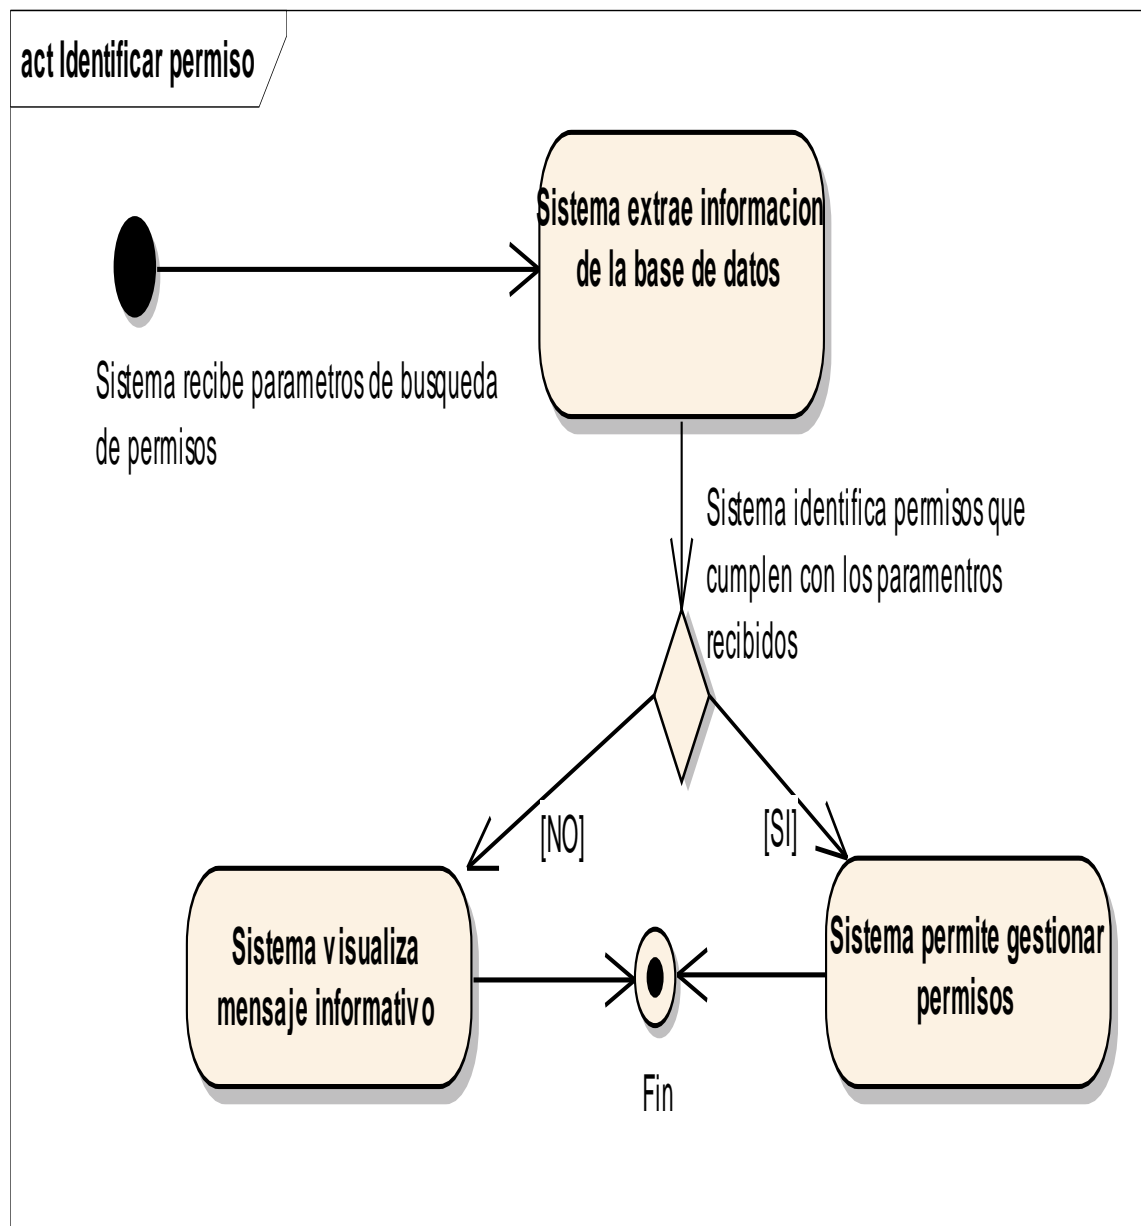 act Identificar permiso
Sistema extrae informacion
de la base de datos
Sistema recibe parametros de busqueda
de permisos
Sistema identifica permisos que
cumplen con los paramentros
recibidos
[NO]
[SI]
Sistema visualiza
mensaje informativo
Sistema permite gestionar
permisos
Fin